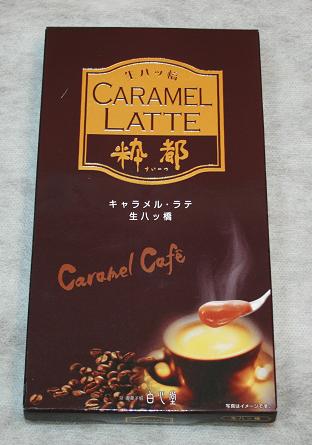 生八ッ橋
CARAMEL
LATTE
粋都
すいーつ
キャラメル・ラテ
生八ッ橋
Caramel Cafê
写真はイメージです。